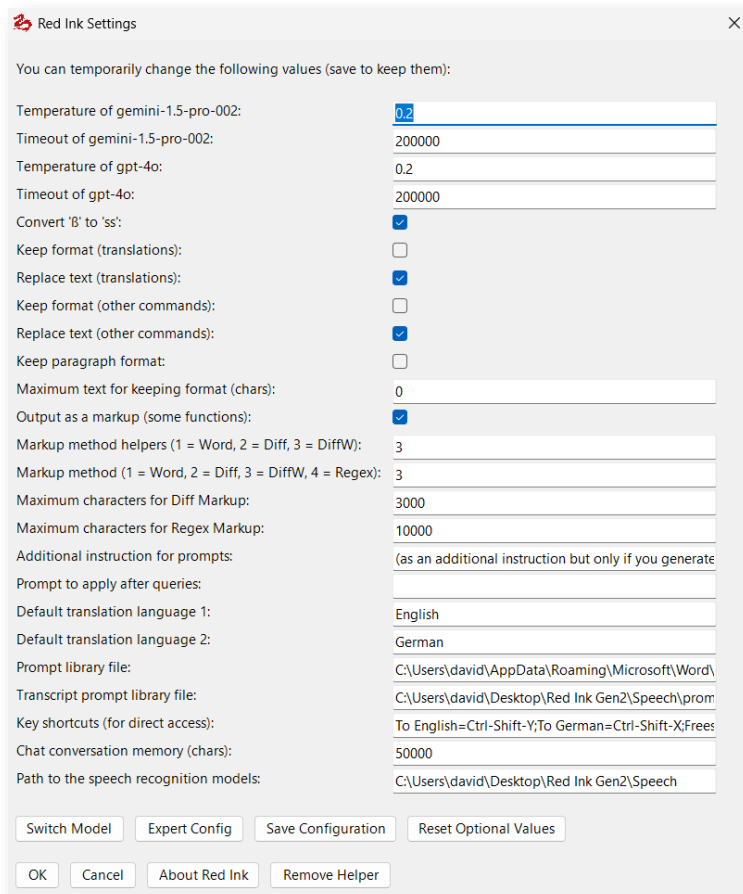 Red Ink Settings
You can temporarily change the following values (save to keep them):
Temperature of gemini-1.5-pro-002: 0.2
Timeout of gemini-1.5-pro-002: 200000
Temperature of gpt-4o: 0.2
Timeout of gpt-4o: 200000
Convert 'ß' to 'ss':
Keep format (translations):
Replace text (translations):
Keep format (other commands):
Replace text (other commands):
Keep paragraph format:
Maximum text for keeping format (chars): 0
Output as a markup (some functions):
Markup method helpers (1 = Word, 2 = Diff, 3 = DiffW): 3
Markup method (1 = Word, 2 = Diff, 3 = DiffW, 4 = Regex): 3
Maximum characters for Diff Markup: 3000
Maximum characters for Regex Markup: 10000
Additional instruction for prompts: (as an additional instruction but only if you generate
Prompt to apply after queries:
Default translation language 1: English
Default translation language 2: German
Prompt library file: C:\Users\david\AppData\Roaming\Microsoft\Word\
Transcript prompt library file: C:\Users\david\Desktop\Red Ink Gen2\Speech\prom
Key shortcuts (for direct access): To English=Ctrl-Shift-Y;To German=Ctrl-Shift-X;Frees
Chat conversation memory (chars): 50000
Path to the speech recognition models: C:\Users\david\Desktop\Red Ink Gen2\Speech
Switch Model Expert Config Save Configuration Reset Optional Values
OK Cancel About Red Ink Remove Helper